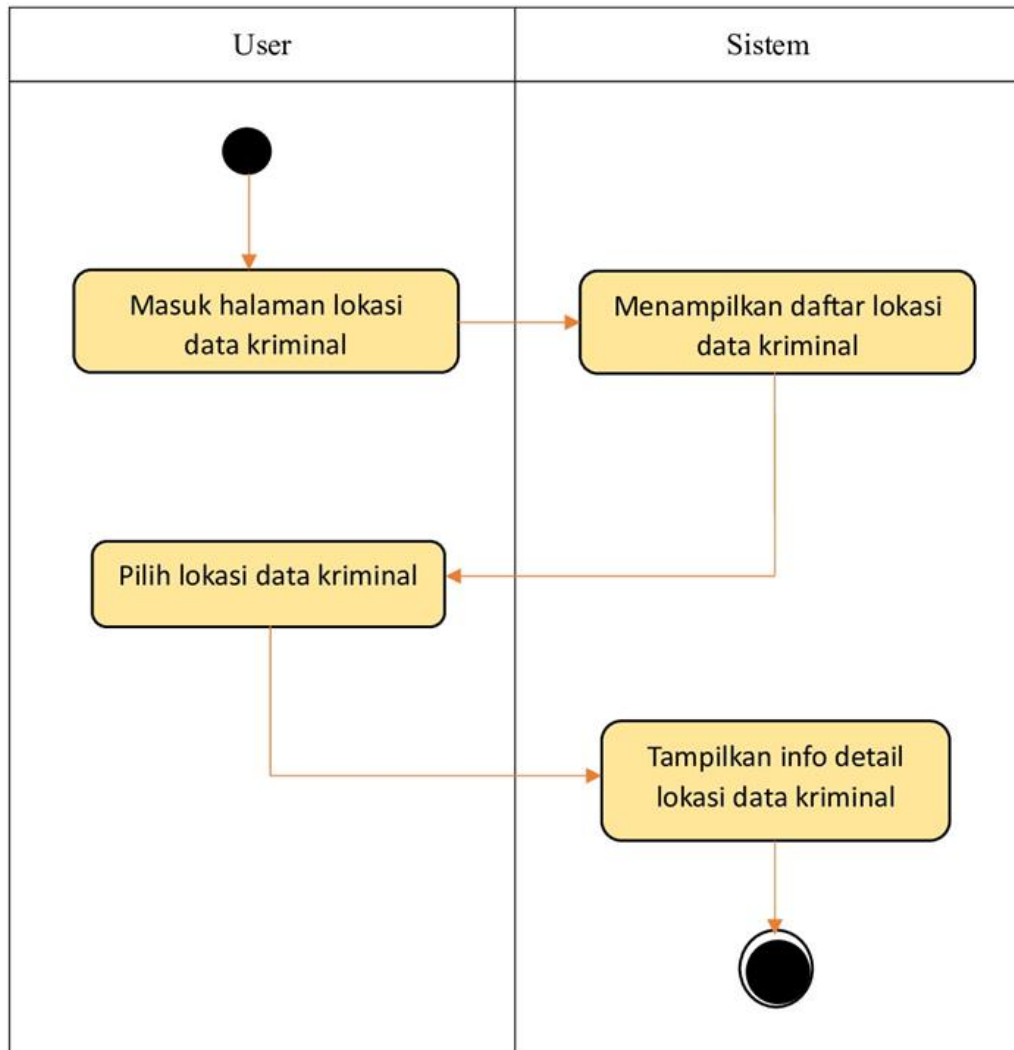 User
Sistem
Masuk halaman lokasi
data kriminal
Menampilkan daftar lokasi
data kriminal
Pilih lokasi data kriminal
Tampilkan info detail
lokasi data kriminal